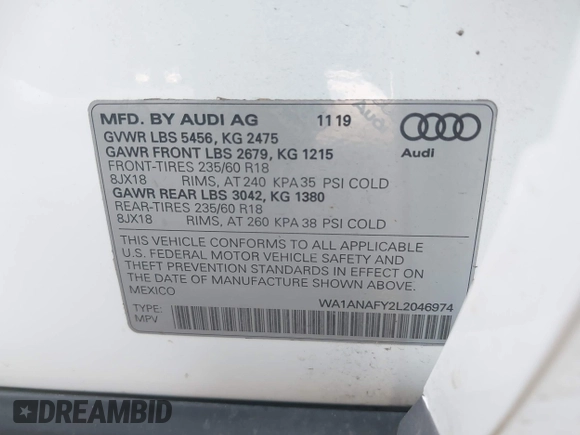 MFD. BY AUDI AG 11 19
GVWR LBS 5456, KG 2475
GAWR FRONT LBS 2679, KG 1215
FRONT-TIRES 235/60 R18
8JX18 RIMS, AT 240 KPA 35 PSI COLD
GAWR REAR LBS 3042, KG 1380
REAR-TIRES 235/60 R18
8JX18 RIMS, AT 260 KPA 38 PSI COLD
Audi
THIS VEHICLE CONFORMS TO ALL APPLICABLE
U.S. FEDERAL MOTOR VEHICLE SAFETY AND
THEFT PREVENTION STANDARDS IN EFFECT ON
THE DATE OF MANUFACTURE SHOWN ABOVE.
MEXICO
WA1ANAFY2L2046974
TYPE:
MPV
DREAMBID